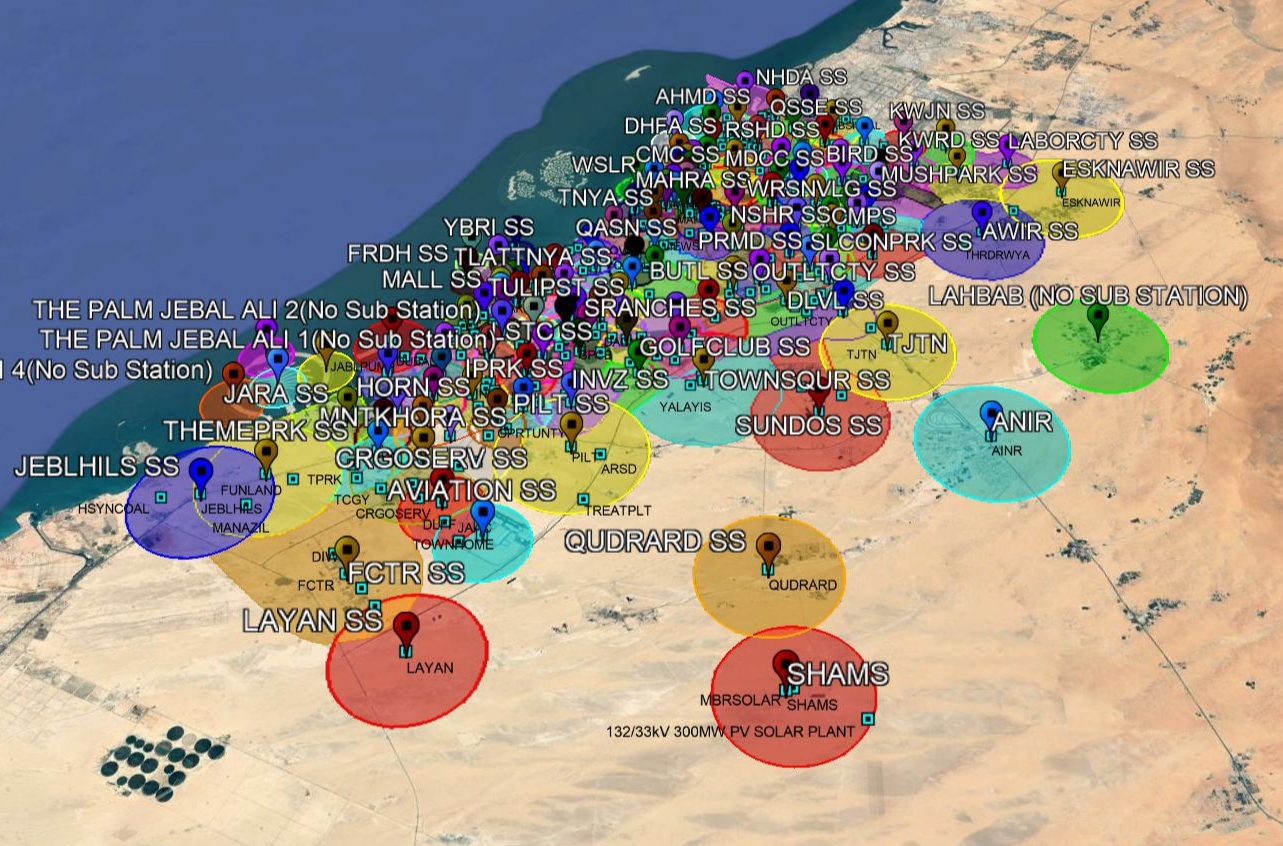 NHDA SS
AHMD SS
QSSE SS
KWJN SS
DHFA SS
RSHD SS
KWRD SS
LABORCTY SS
WSLR
CMC SS
MDCC SS
BIRD SS
MUSHPARK SS
ESKNAWIR SS
MAHRA SS
WRSNVLG SS
TNYA SS
ESKNAWIR
YBRI SS
QASN SS
NSHR SS
CMPS
AWIR SS
PRMD SS
SLCONPRK SS
FRDH SS
TLATTNYA SS
THRDRWYA
MALL SS
TULIPST SS
BUTL SS
OUTLTCTY SS
THE PALM JEBAL ALI 2(No Sub Station)
SRANCHES SS
DLVL SS
LAHBAB (NO SUB STATION)
OUTLTCTY
THE PALM JEBAL ALI 1(No Sub Station)
STC SS
GOLFCLUB SS
TJTN
TJTN
4(No Sub Station)
IPRK SS
INVZ SS
TOWNSQUR SS
JARA SS
HORN SS
PILT SS
YALAYIS
MNTKHORA SS
SUNDOS SS
ANIR
THEMEPRK SS
AINR
CRGOSERV SS
PILT
ARSD
JEBLHILS SS
FUNLAND
TPRK
AVIATION SS
HSYNCOAL
JEBLHILS
TCGY
TREATPLT
MANAZIL
CRGOSERV
TOWNHOME
QUDRARD SS
FCTR SS
FCTR
QUDRARD
LAYAN SS
LAYAN
SHAMS
MBRSOLAR
SHAMS
132/33kV 300MW PV SOLAR PLANT